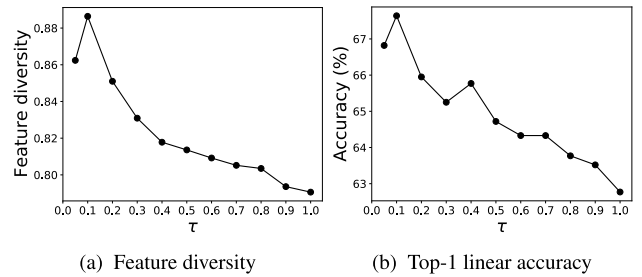 Feature diversity
0.88
0.86
0.84
0.82
0.80
0.0 0.1 0.2 0.3 0.4 0.5 0.6 0.7 0.8 0.9 1.0
τ
(a) Feature diversity
Accuracy (%)
67
66
65
64
63
0.0 0.1 0.2 0.3 0.4 0.5 0.6 0.7 0.8 0.9 1.0
τ
(b) Top-1 linear accuracy